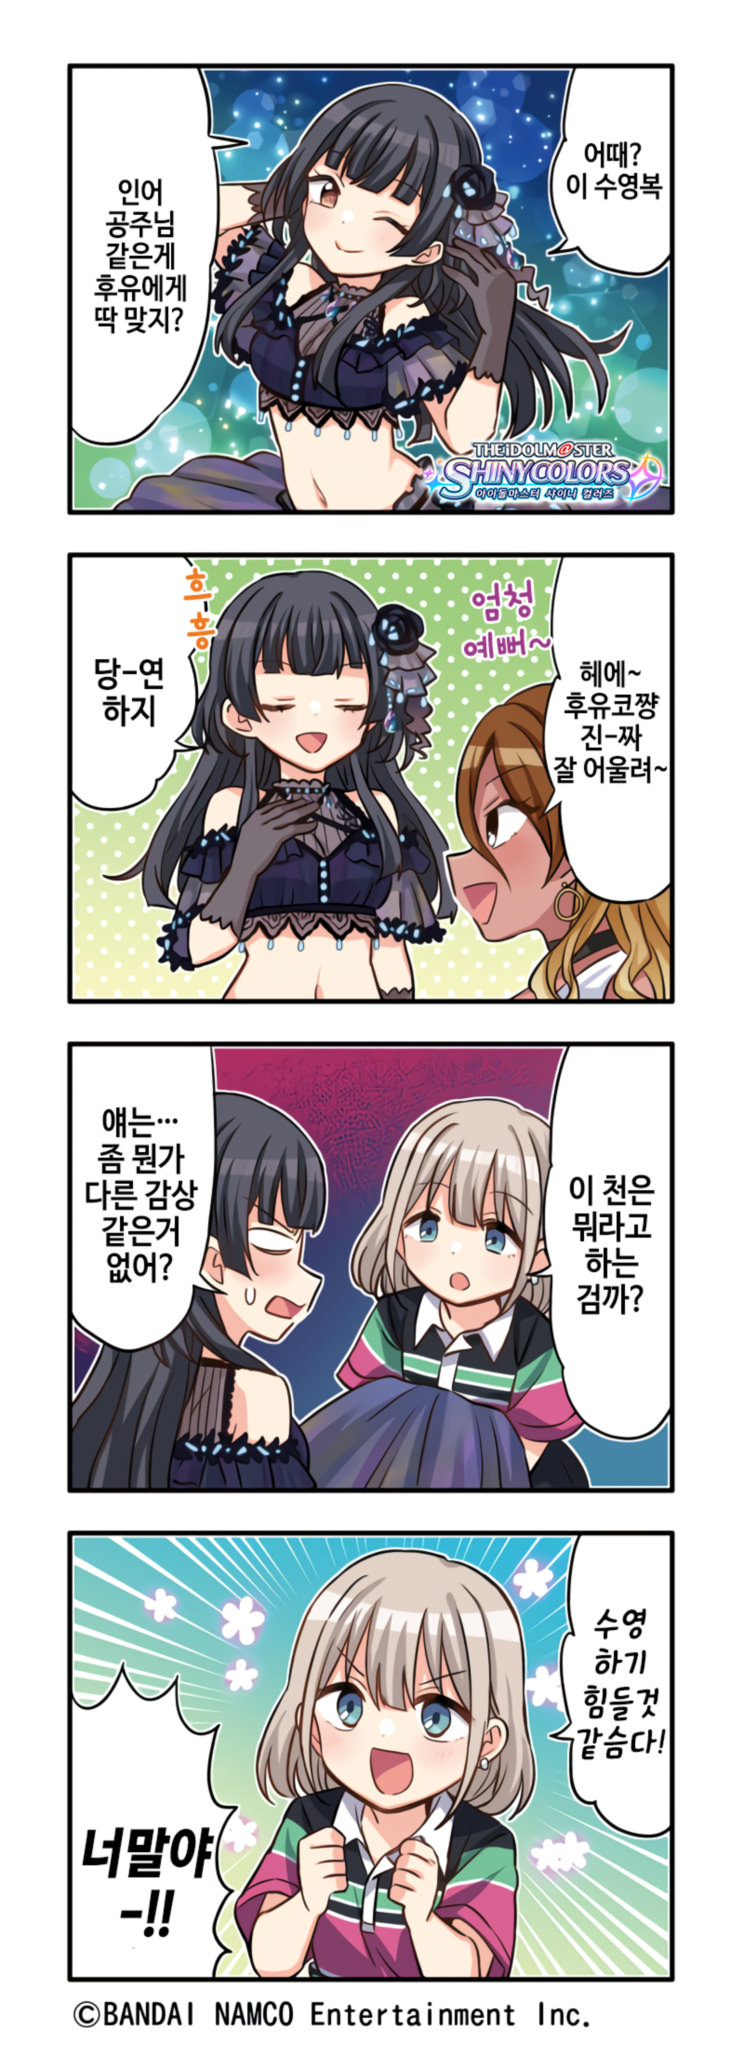 어때?
이 수영복
인어
공주님
같은게
후유에게
딱 맞지?
THE iDOLM@STER
SHINY COLORS
아이돌마스터 샤이니 컬러즈
헤에~
후유코쨩
진-짜
잘 어울려~
엄청
예뻐~
흐
흥
당-연
하지
이 천은
뭐라고
하는
검까?
얘는…
좀 뭔가
다른 감상
같은거
없어?
수영
하기
힘들것
같슴다!
너말야
-!!
©BANDAI NAMCO Entertainment Inc.